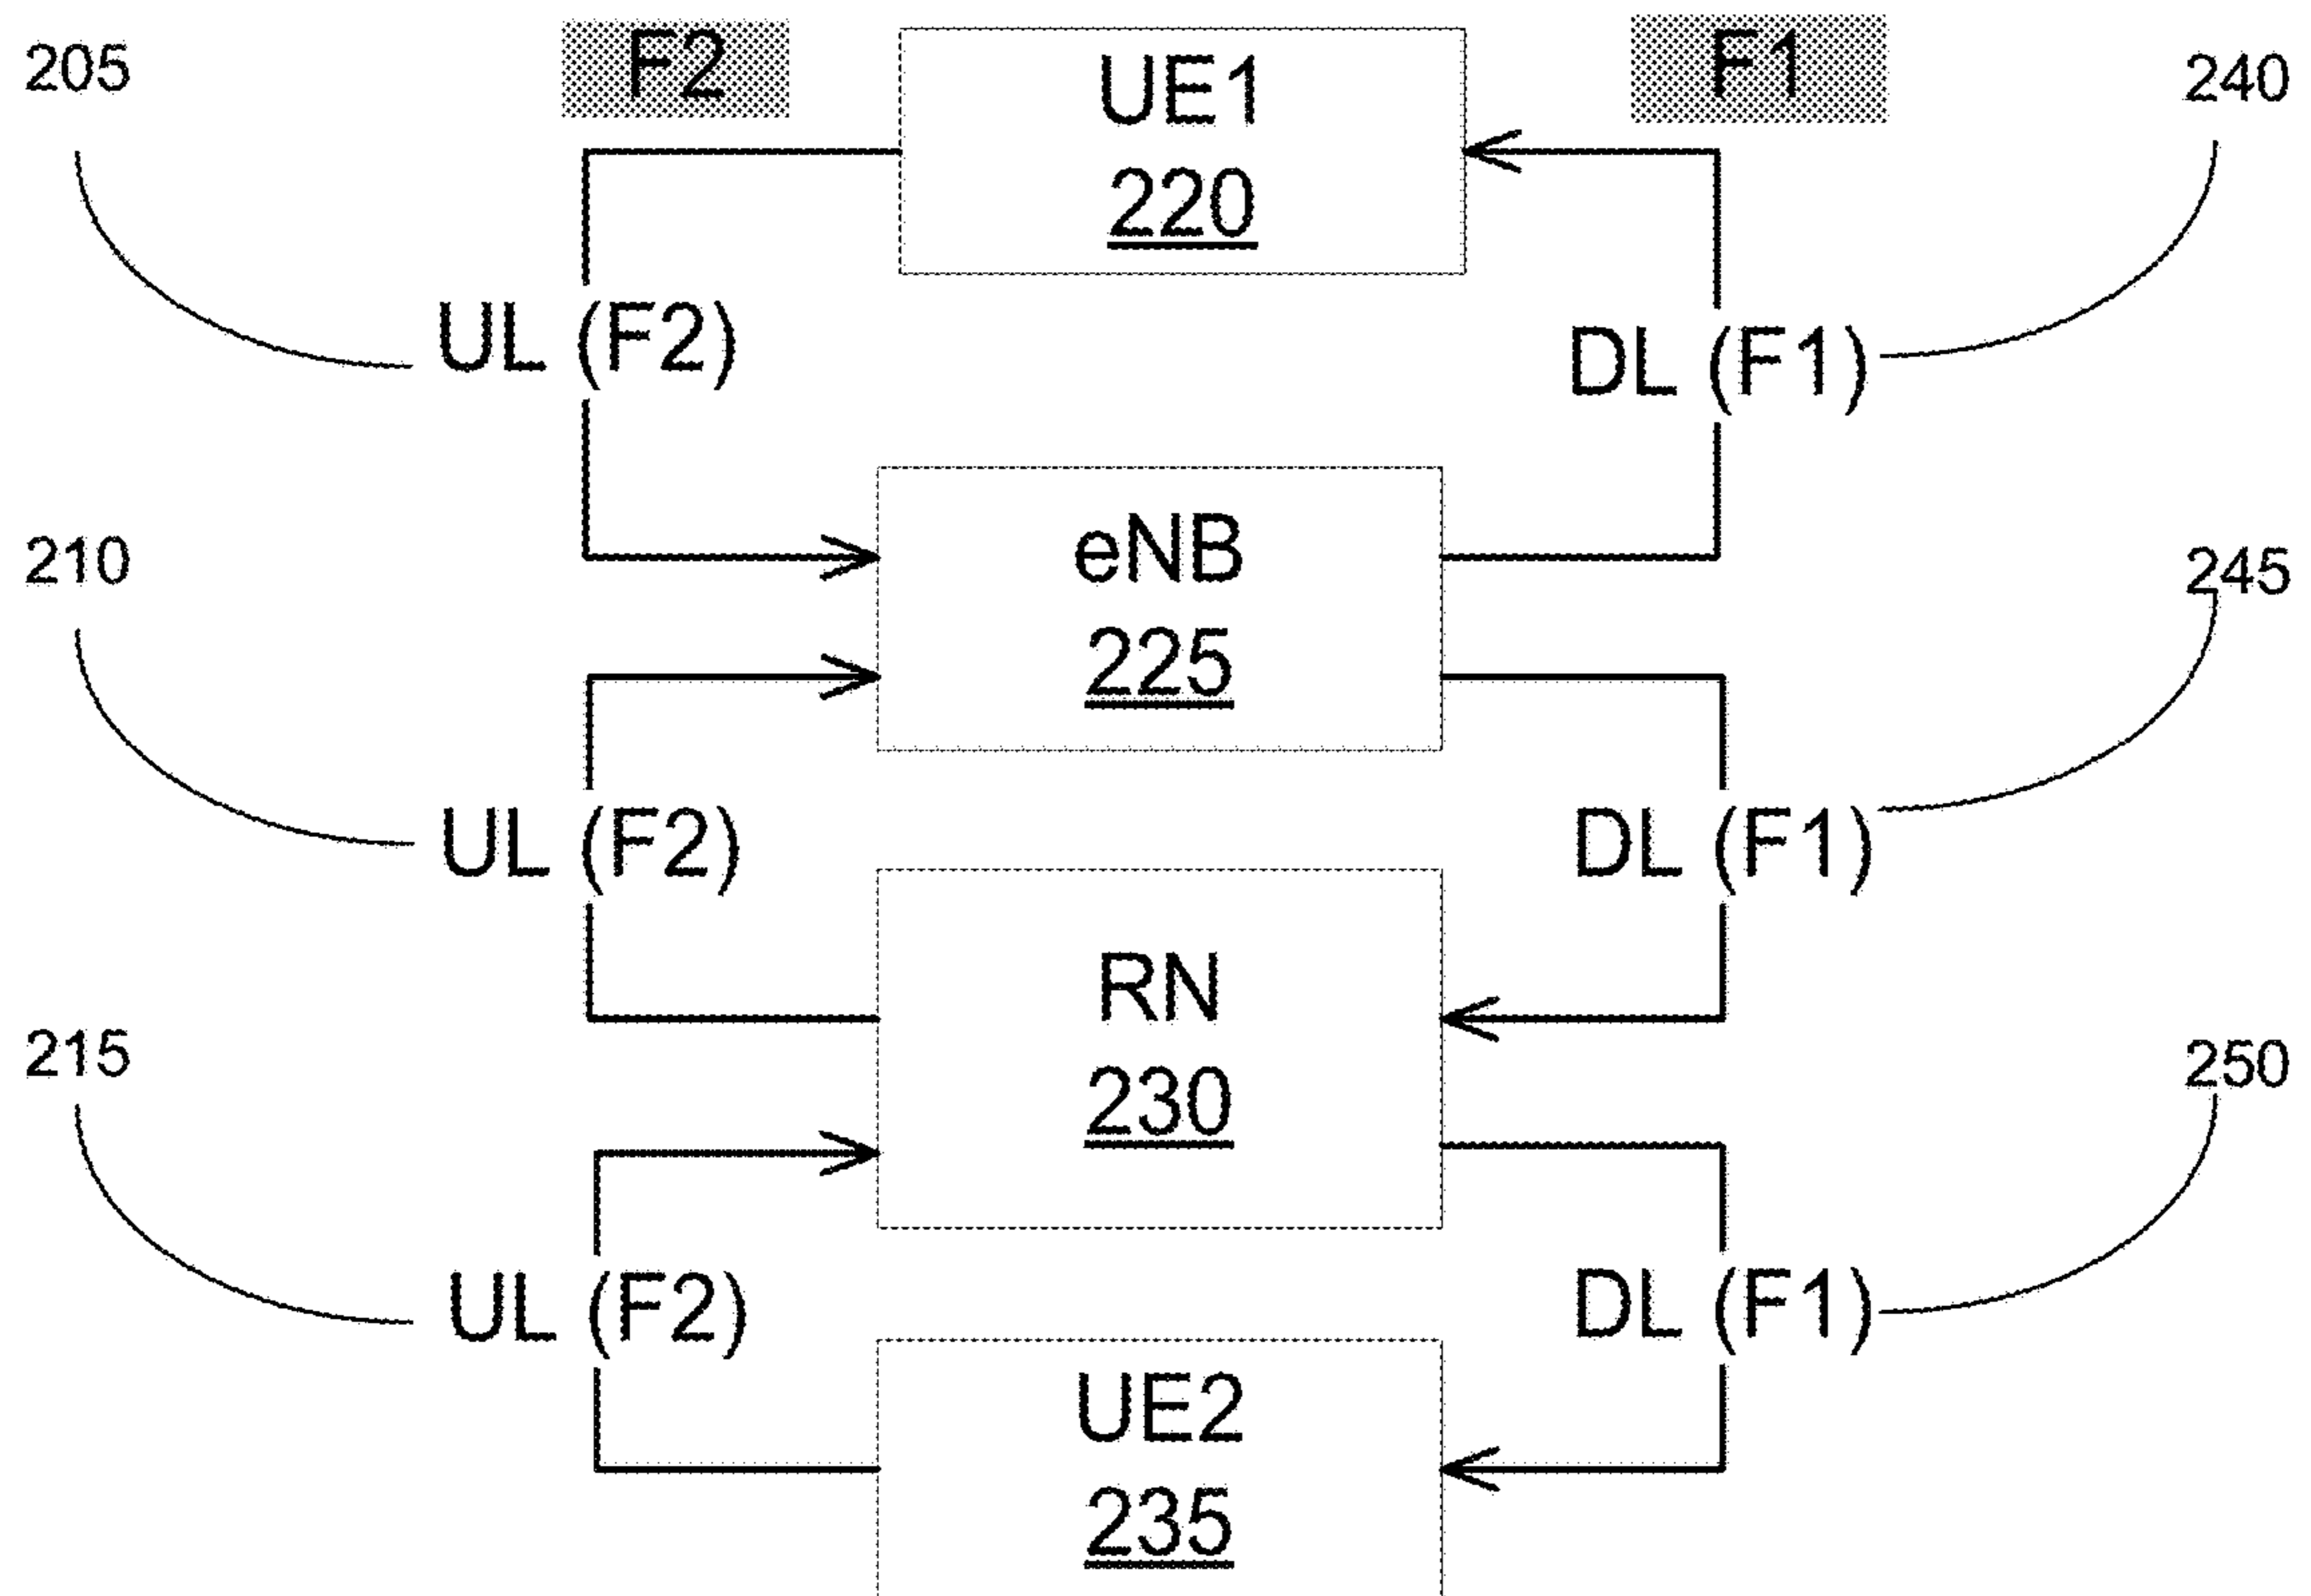 205
F2
UE1
220
F1
240
UL (F2)
DL (F1)
210
eNB
225
245
UL (F2)
DL (F1)
215
RN
230
250
UL (F2)
DL (F1)
UE2
235